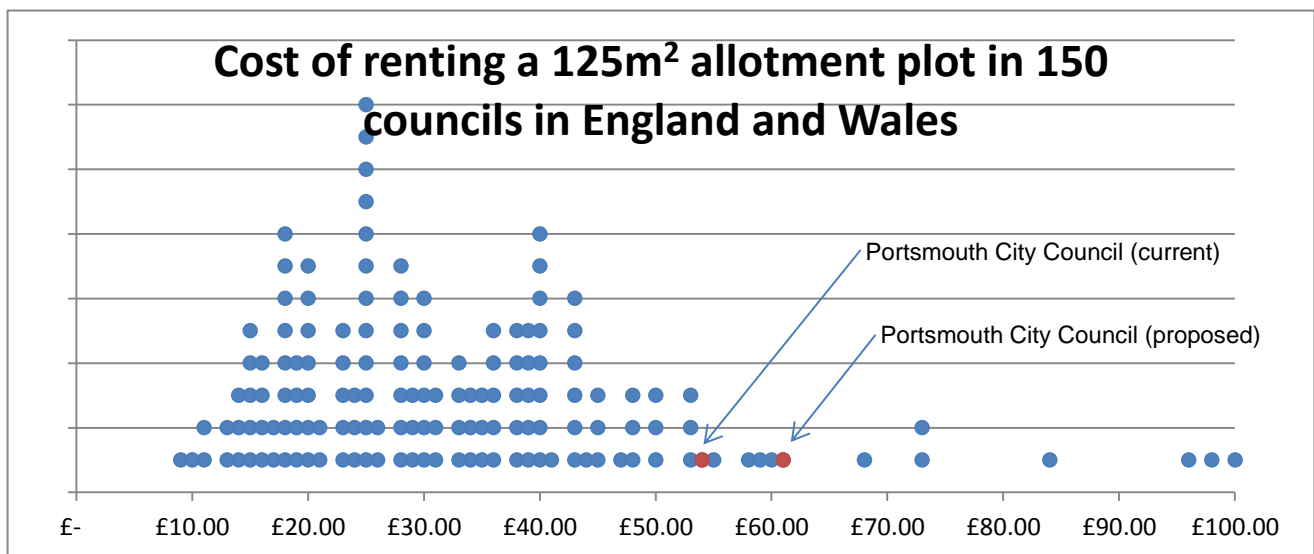 Cost of renting a 125m² allotment plot in 150
councils in England and Wales
Portsmouth City Council (current)
Portsmouth City Council (proposed)
£- £10.00 £20.00 £30.00 £40.00 £50.00 £60.00 £70.00 £80.00 £90.00 £100.00